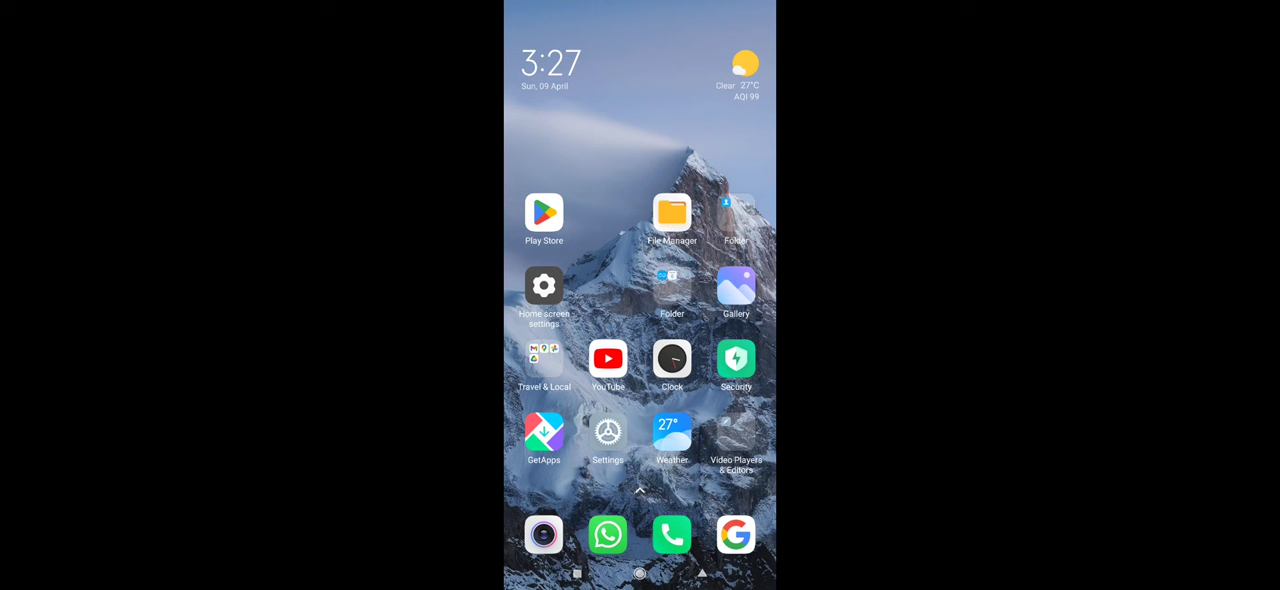 3:27
Sun, 09 April
Clear 27°C
AQI 99
Play Store
File Manager
Folder
Home screen
settings
Folder
Gallery
Travel & Local
YouTube
Clock
Security
27°
GetApps
Settings
Weather
Video Players
& Editors